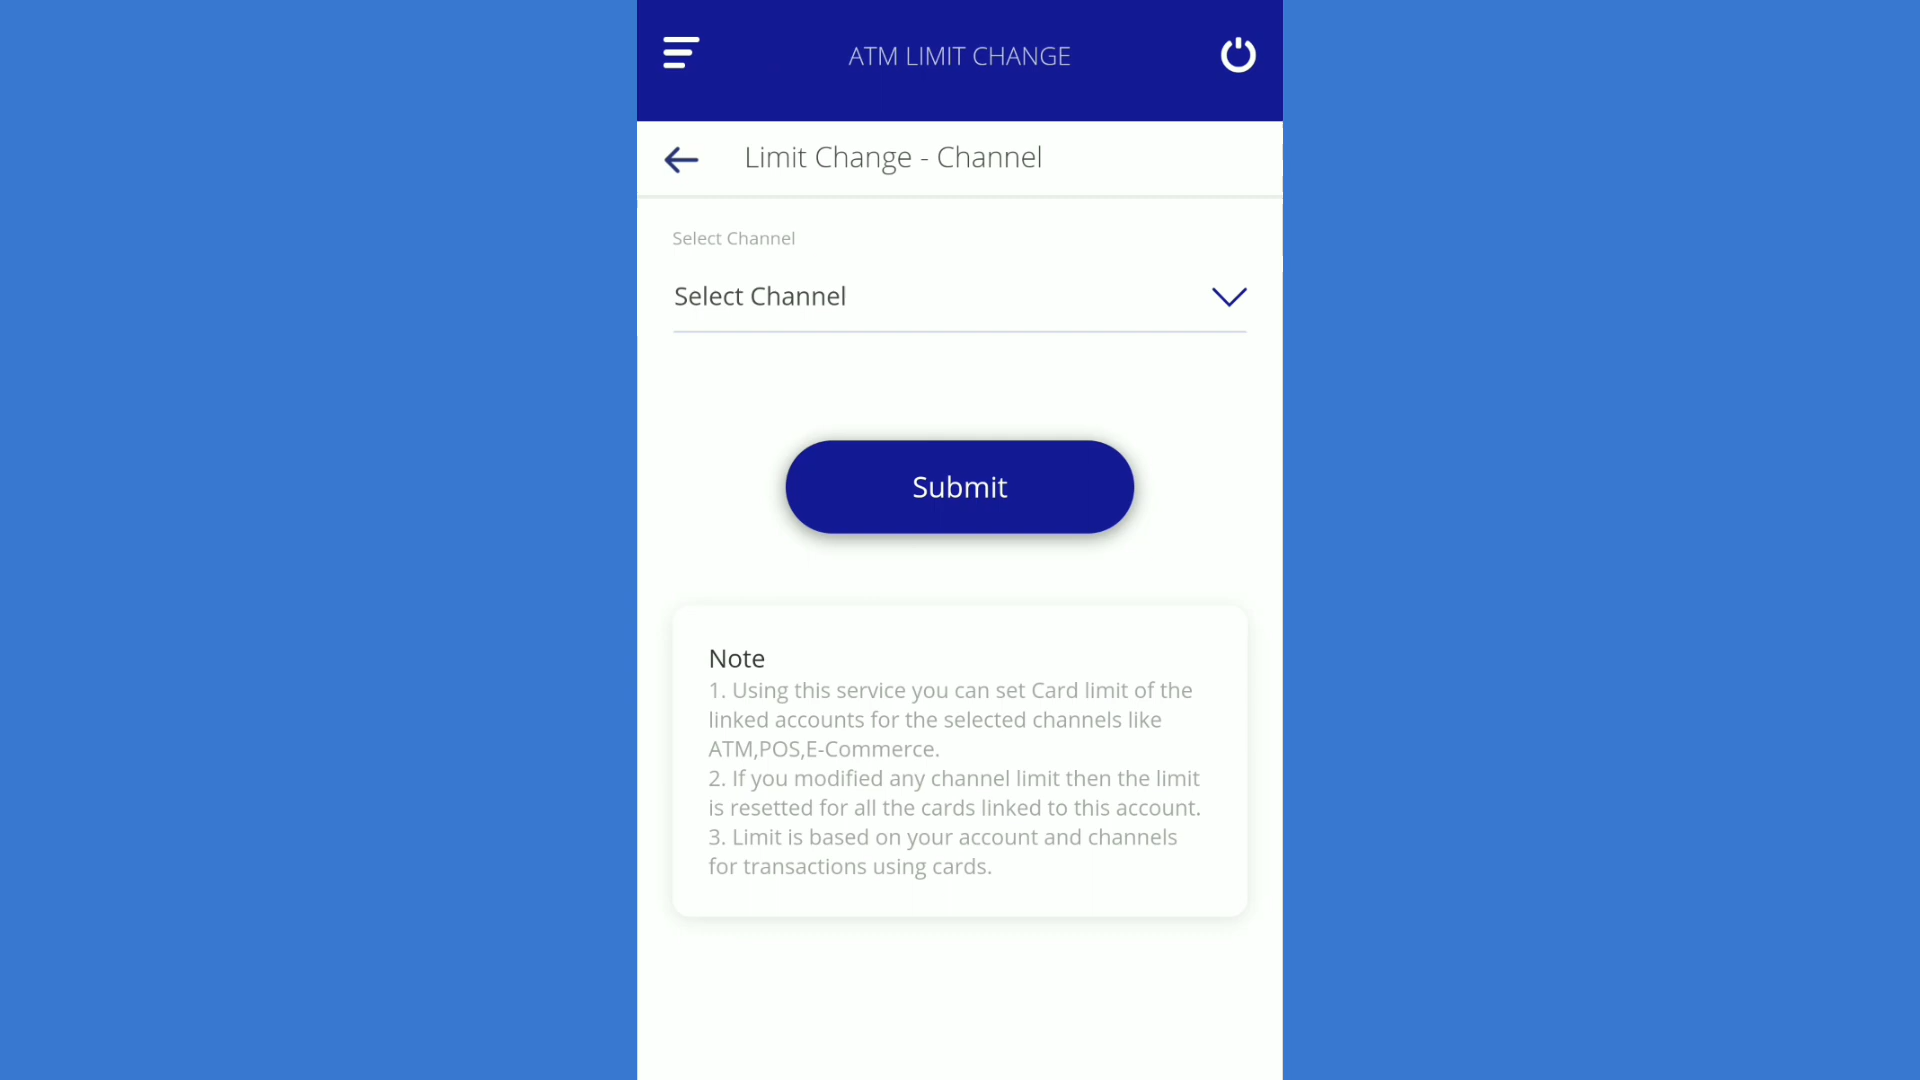 ATM LIMIT CHANGE
Limit Change - Channel
Select Channel
Select Channel
Submit
Note
1. Using this service you can set Card limit of the
linked accounts for the selected channels like
ATM,POS,E-Commerce.
2. If you modified any channel limit then the limit
is resetted for all the cards linked to this account.
3. Limit is based on your account and channels
for transactions using cards.